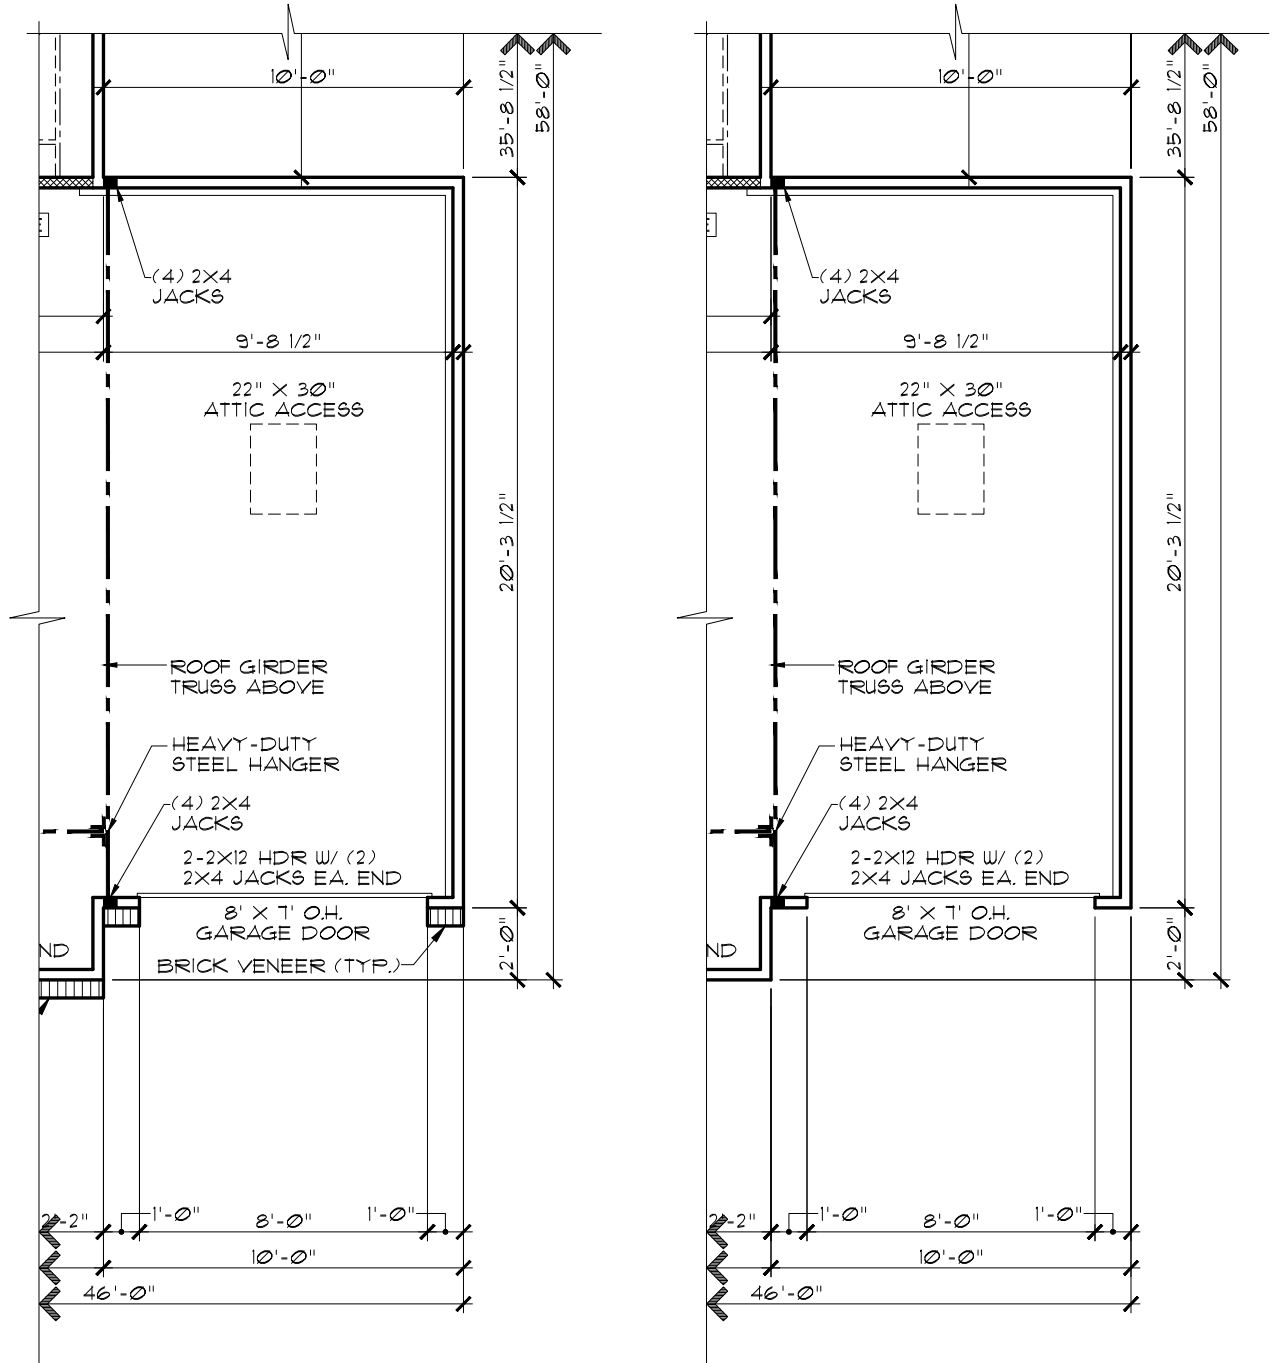 10'-0"
35'-8 1/2"
58'-0"
(4) 2X4
JACKS
9'-8 1/2"
22" X 30"
ATTIC ACCESS
20'-3 1/2"
ROOF GIRDER
TRUSS ABOVE
HEAVY-DUTY
STEEL HANGER
(4) 2X4
JACKS
2-2X12 HDR W/ (2)
2X4 JACKS EA. END
8' X 7' O.H.
GARAGE DOOR
ND
BRICK VENEER (TYP.)
2'-0"
-2"
1'-0"
8'-0"
1'-0"
10'-0"
46'-0"
10'-0"
35'-8 1/2"
58'-0"
(4) 2X4
JACKS
9'-8 1/2"
22" X 30"
ATTIC ACCESS
20'-3 1/2"
ROOF GIRDER
TRUSS ABOVE
HEAVY-DUTY
STEEL HANGER
(4) 2X4
JACKS
2-2X12 HDR W/ (2)
2X4 JACKS EA. END
8' X 7' O.H.
GARAGE DOOR
ND
2'-0"
-2"
1'-0"
8'-0"
1'-0"
10'-0"
46'-0"